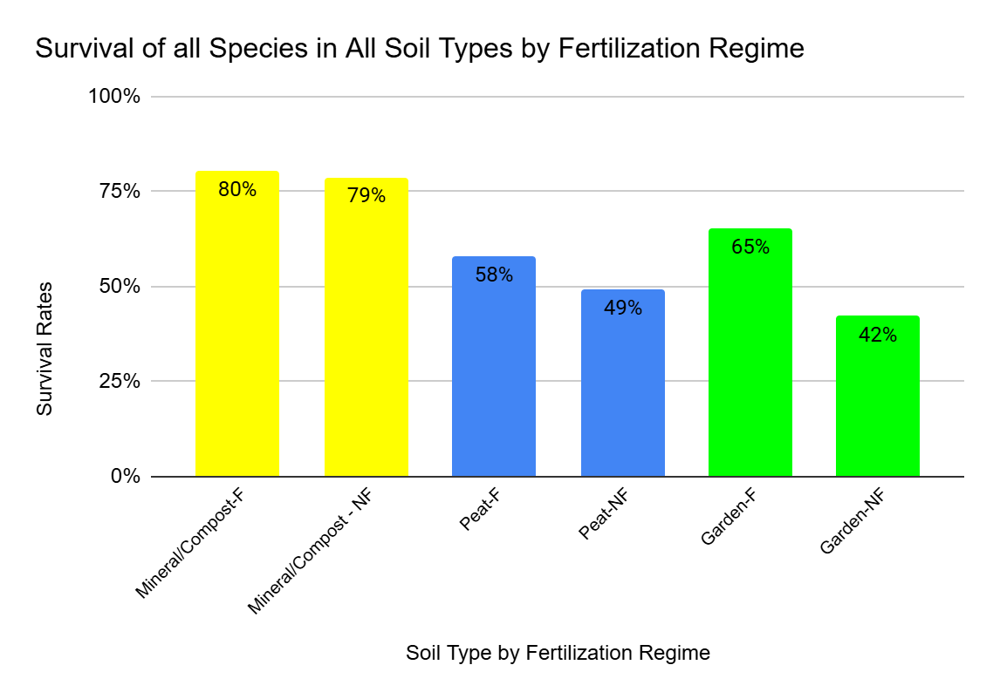 Survival of all Species in All Soil Types by Fertilization Regime
100%
75%
50%
25%
0%
Survival Rates
80%
79%
58%
49%
65%
42%
Mineral/Compost-F
Mineral/Compost - NF
Peat-F
Peat-NF
Garden-F
Garden-NF
Soil Type by Fertilization Regime